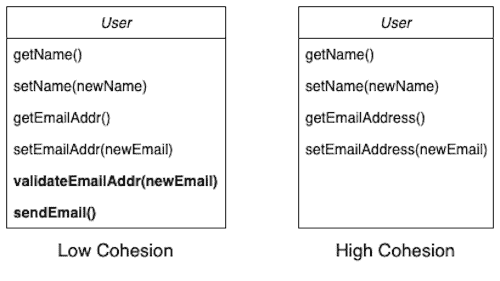 User
getName()
setName(newName)
getEmailAddr()
setEmailAddr(newEmail)
validateEmailAddr(newEmail)
sendEmail()
Low Cohesion
User
getName()
setName(newName)
getEmailAddress()
setEmailAddress(newEmail)
High Cohesion